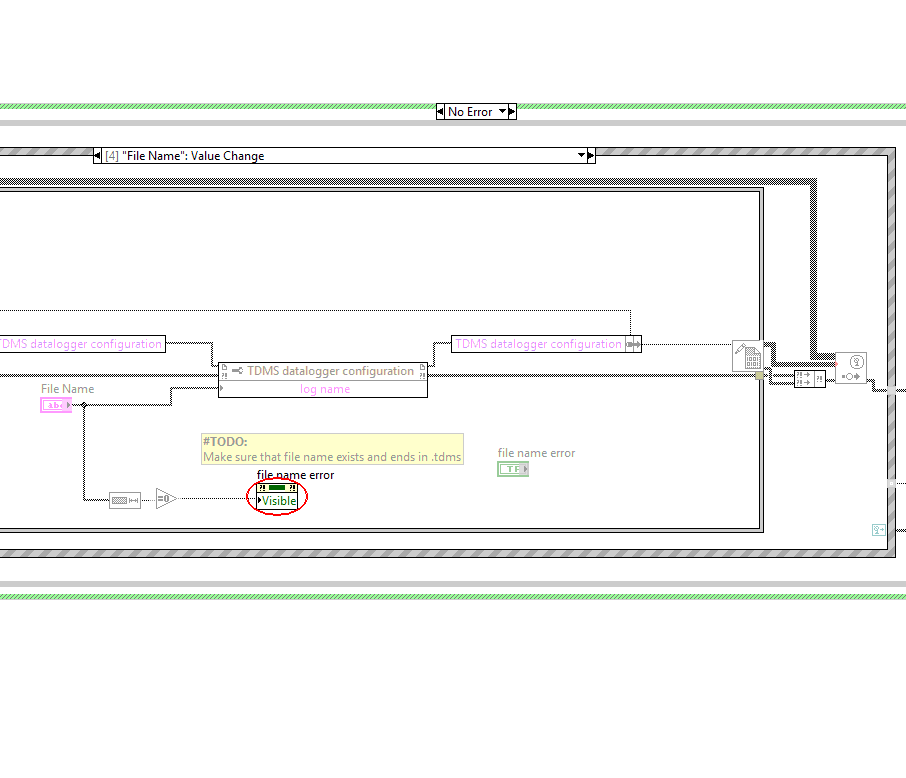 No Error
[4] "File Name": Value Change
TDMS datalogger configuration
TDMS datalogger configuration
TDMS datalogger configuration
log name
File Name
abc
#TODO:
Make sure that file name exists and ends in .tdms
file name error
TF
file name error
Visible
=0